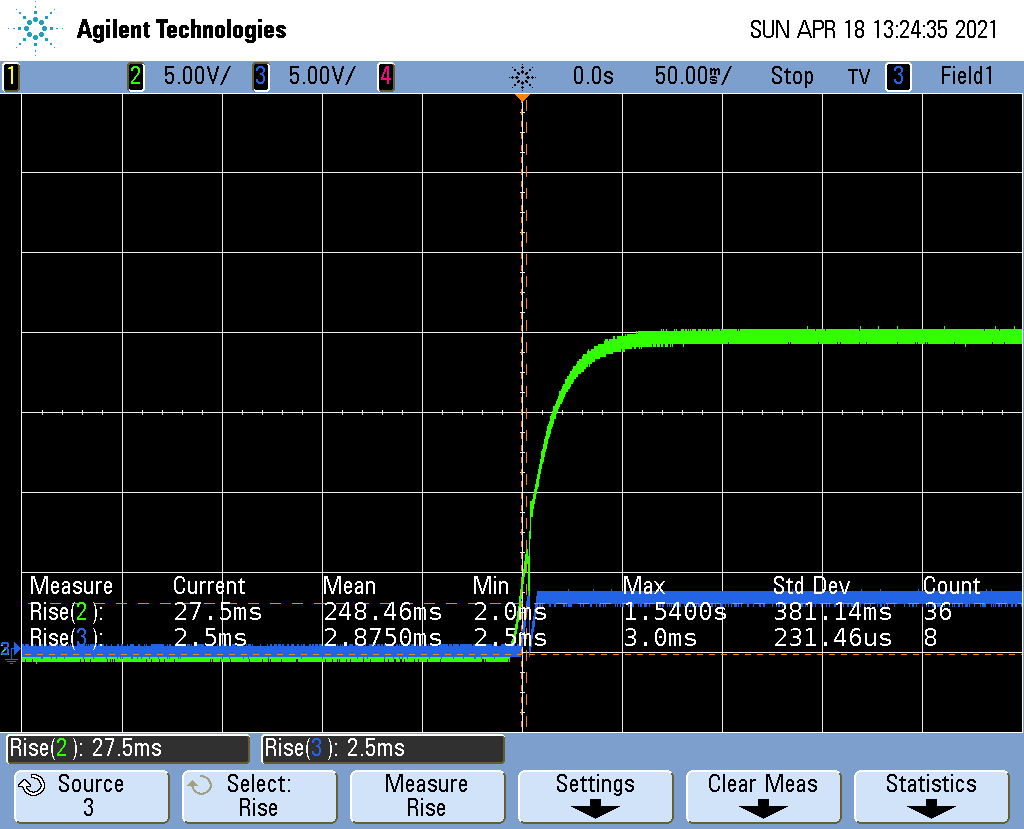 Agilent Technologies SUN APR 18 13:24:35 2021
1 2 5.00V/ 3 5.00V/ 4 0.0s 50.00ms/ Stop TV 3 Field1
Measure Current Mean Min Max Std Dev Count
Rise(2): 27.5ms 248.46ms 2.0ms 1.5400s 381.14ms 36
Rise(3): 2.5ms 2.8750ms 2.5ms 3.0ms 231.46us 8
2
Rise(2): 27.5ms Rise(3): 2.5ms
Source Select: Measure Settings Clear Meas Statistics
3 Rise Rise